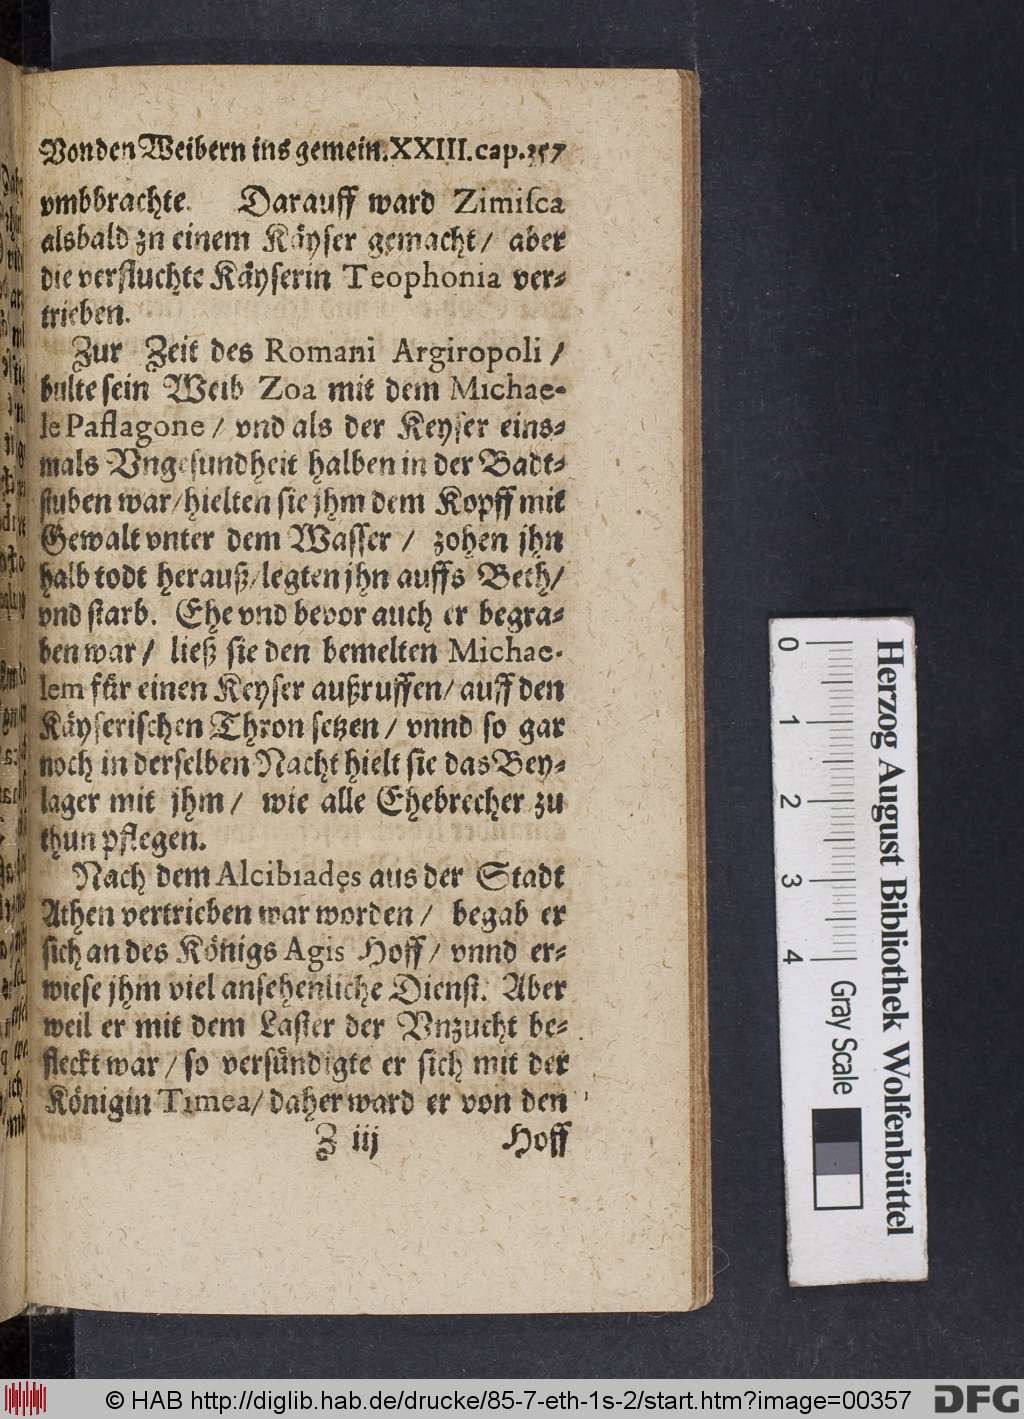 Von den Weibern ins gemein. XXIII. cap. 357
vmbbrachte. Darauff ward Zimiſca
alsbald zn einem Käyſer gemacht/ aber
die verfluchte Käyſerin Teophonia ver⸗
trieben.
Zur Zeit des Romani Argiropoli /
bulte ſein Weib Zoa mit dem Michae-
le Paflagone / vnd als der Keyſer eins⸗
mals Vngeſundheit halben in der Badt⸗
ſtuben war/ hielten ſie jhm dem Kopff mit
Gewalt vnter dem Waſſer / zohen jhn
halb todt herauß/ legten jhn auffs Beth/
vnd ſtarb. Ehe vnd bevor auch er begra⸗
ben war / ließ ſie den bemelten Michae-
lem für einen Keyſer außruffen/ auff den
Käyſeriſchen Thron ſetzen / vnnd ſo gar
noch in derſelben Nacht hielt ſie das Bey⸗
lager mit jhm / wie alle Ehebrecher zu
thun pflegen.
Nach dem Alcibiades aus der Stadt
Athen vertrieben war worden / begab er
ſich an des Königs Agis Hoff / vnnd er⸗
wieſe jhm viel anſehenliche Dienſt. Aber
weil er mit dem Laſter der Vnzucht be⸗
fleckt war / ſo verſündigte er ſich mit der
Königin Timea/ daher ward er von den
Z iij Hoff
0 1 2 3 4
Gray Scale
Herzog August Bibliothek Wolfenbüttel
© HAB http://diglib.hab.de/drucke/85-7-eth-1s-2/start.htm?image=00357
DFG